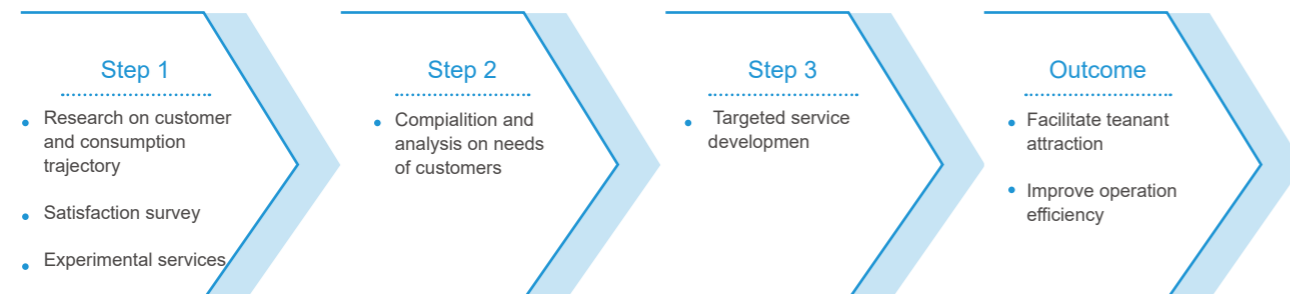 Step 1
Research on customer
and consumption
trajectory
Satisfaction survey
Experimental services
Step 2
Compialition and
analysis on needs
of customers
Step 3
Targeted service
developmen
Outcome
Facilitate teanant
attraction
Improve operation
efficiency